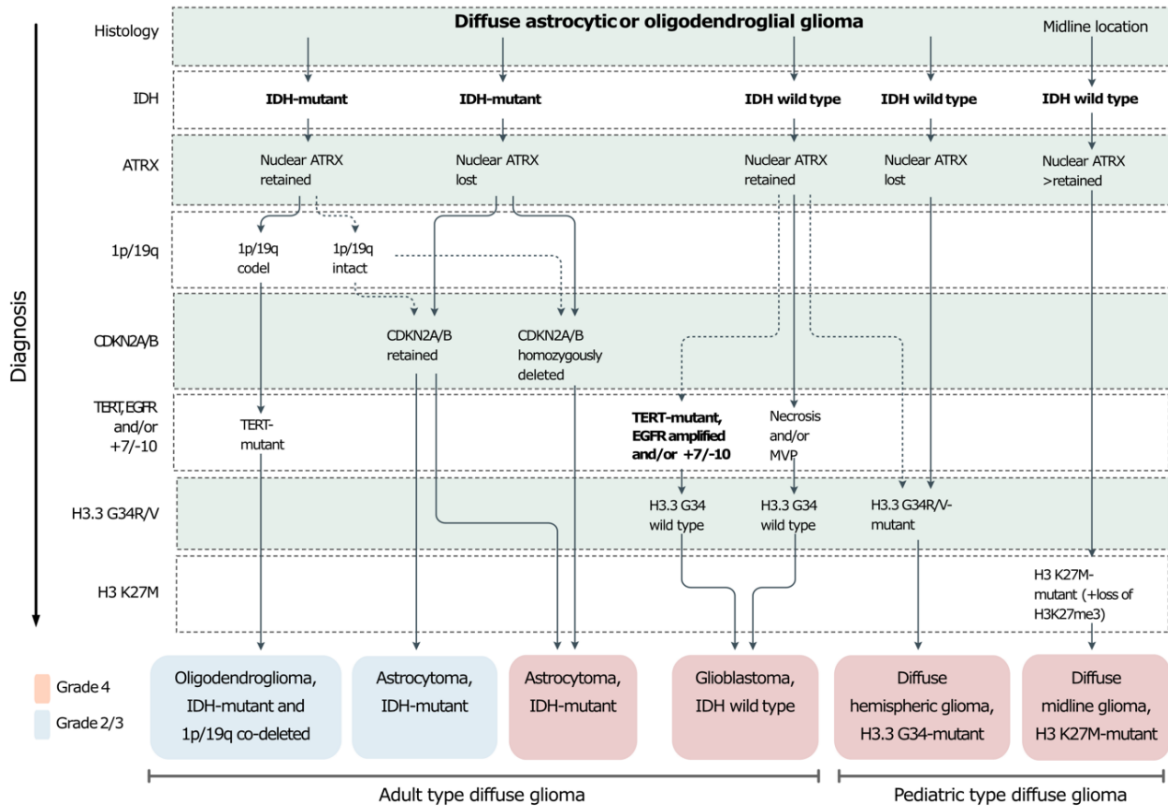 Diffuse astrocytic or oligodendroglial glioma
Histology
Midline location
IDH
IDH-mutant
IDH-mutant
IDH wild type
IDH wild type
IDH wild type
ATRX
Nuclear ATRX
retained
Nuclear ATRX
lost
Nuclear ATRX
retained
Nuclear ATRX
lost
Nuclear ATRX
>retained
1p/19q
1p/19q
codel
1p/19q
intact
Diagnosis
CDKN2A/B
CDKN2A/B
retained
CDKN2A/B
homozygously
deleted
TERT, EGFR
and/or
+7/-10
TERT-
mutant
TERT-mutant,
EGFR amplified
and/or +7/-10
Necrosis
and/or
MVP
H3.3 G34R/V
H3.3 G34
wild type
H3.3 G34
wild type
H3.3 G34R/V-
mutant
H3 K27M
H3 K27M-
mutant (+loss of
H3K27me3)
Grade 4
Grade 2/3
Oligodendroglioma,
IDH-mutant and
1p/19q co-deleted
Astrocytoma,
IDH-mutant
Astrocytoma,
IDH-mutant
Glioblastoma,
IDH wild type
Diffuse
hemispheric glioma,
H3.3 G34-mutant
Diffuse
midline glioma,
H3 K27M-mutant
Adult type diffuse glioma
Pediatric type diffuse glioma